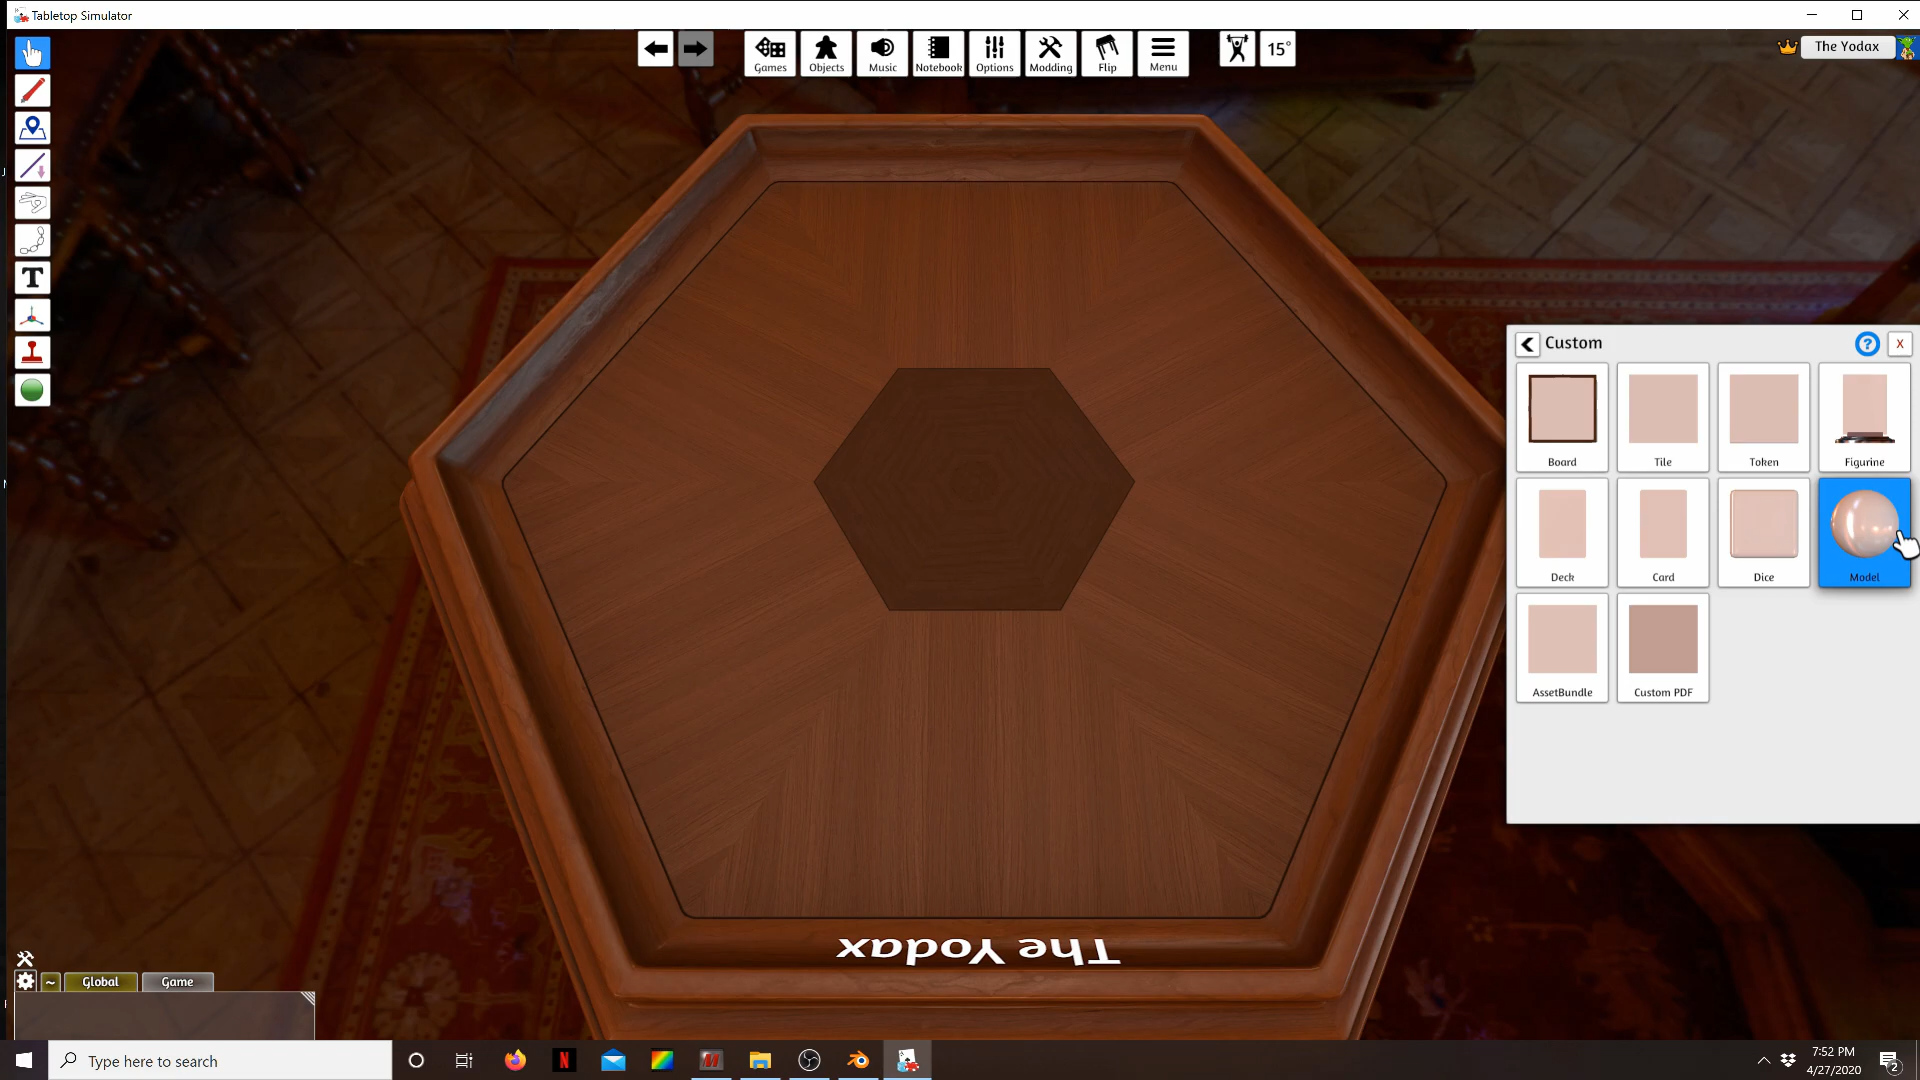 Tabletop Simulator
Games
Objects
Music
Notebook
Options
Modding
Flip
Menu
15°
The Yodax
T
Custom
?
X
Board
Tile
Token
Figurine
Deck
Card
Dice
Model
AssetBundle
Custom PDF
The Yodax
~
Global
Game
Type here to search
N
M
7:52 PM
4/27/2020
2